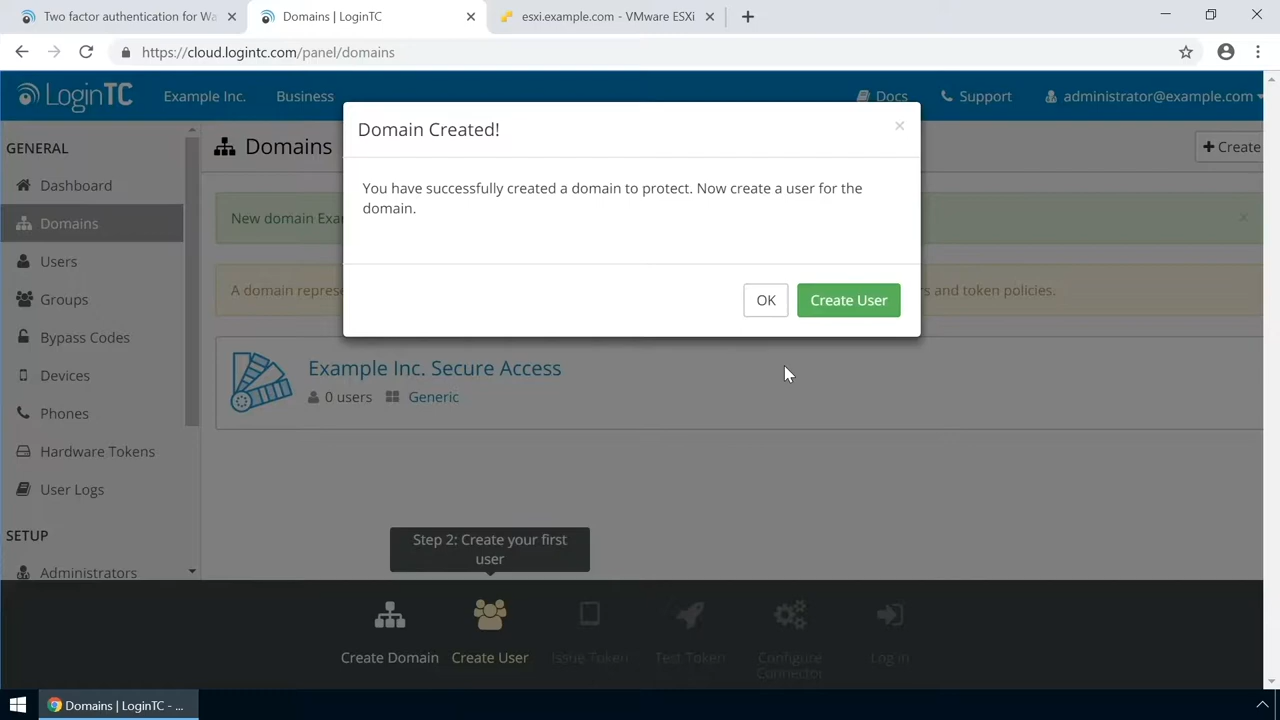 Two factor authentication for Wa
Domains | LoginTC
esxi.example.com - VMware ESXi
https://cloud.logintc.com/panel/domains
LoginTC
Example Inc.
Business
Docs
Support
administrator@example.com
GENERAL
Dashboard
Domains
Users
Groups
Bypass Codes
Devices
Phones
Hardware Tokens
User Logs
SETUP
Administrators
Domains
Create
New domain Exa
A domain repres
rs and token policies.
Domain Created!
You have successfully created a domain to protect. Now create a user for the
domain.
OK
Create User
Example Inc. Secure Access
0 users
Generic
Step 2: Create your first
user
Create Domain
Create User
Issue Token
Test Token
Configure
Connector
Log in
Domains | LoginTC - ...